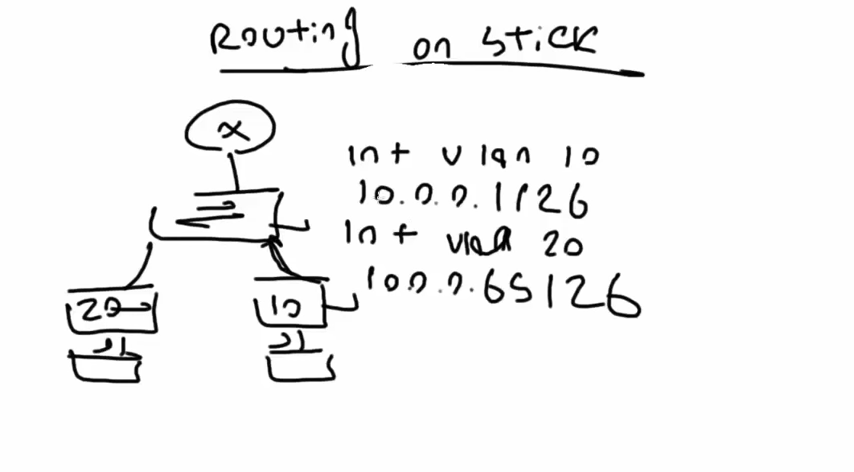 Routing on stick
x
int vlan 10
10.0.0.1/26
int vlan 20
10.0.0.65/26
20
10